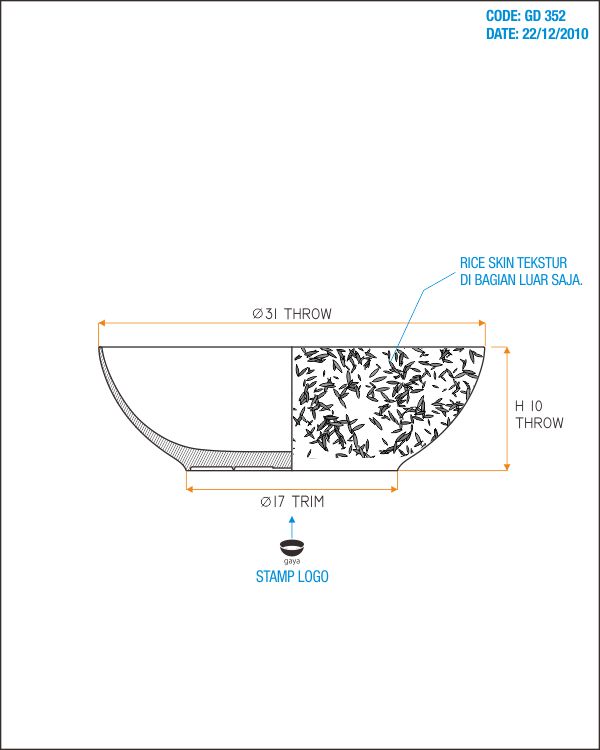 CODE: GD 352
DATE: 22/12/2010
RICE SKIN TEKSTUR
DI BAGIAN LUAR SAJA.
Ø31 THROW
H 10
THROW
Ø17 TRIM
gaya
STAMP LOGO